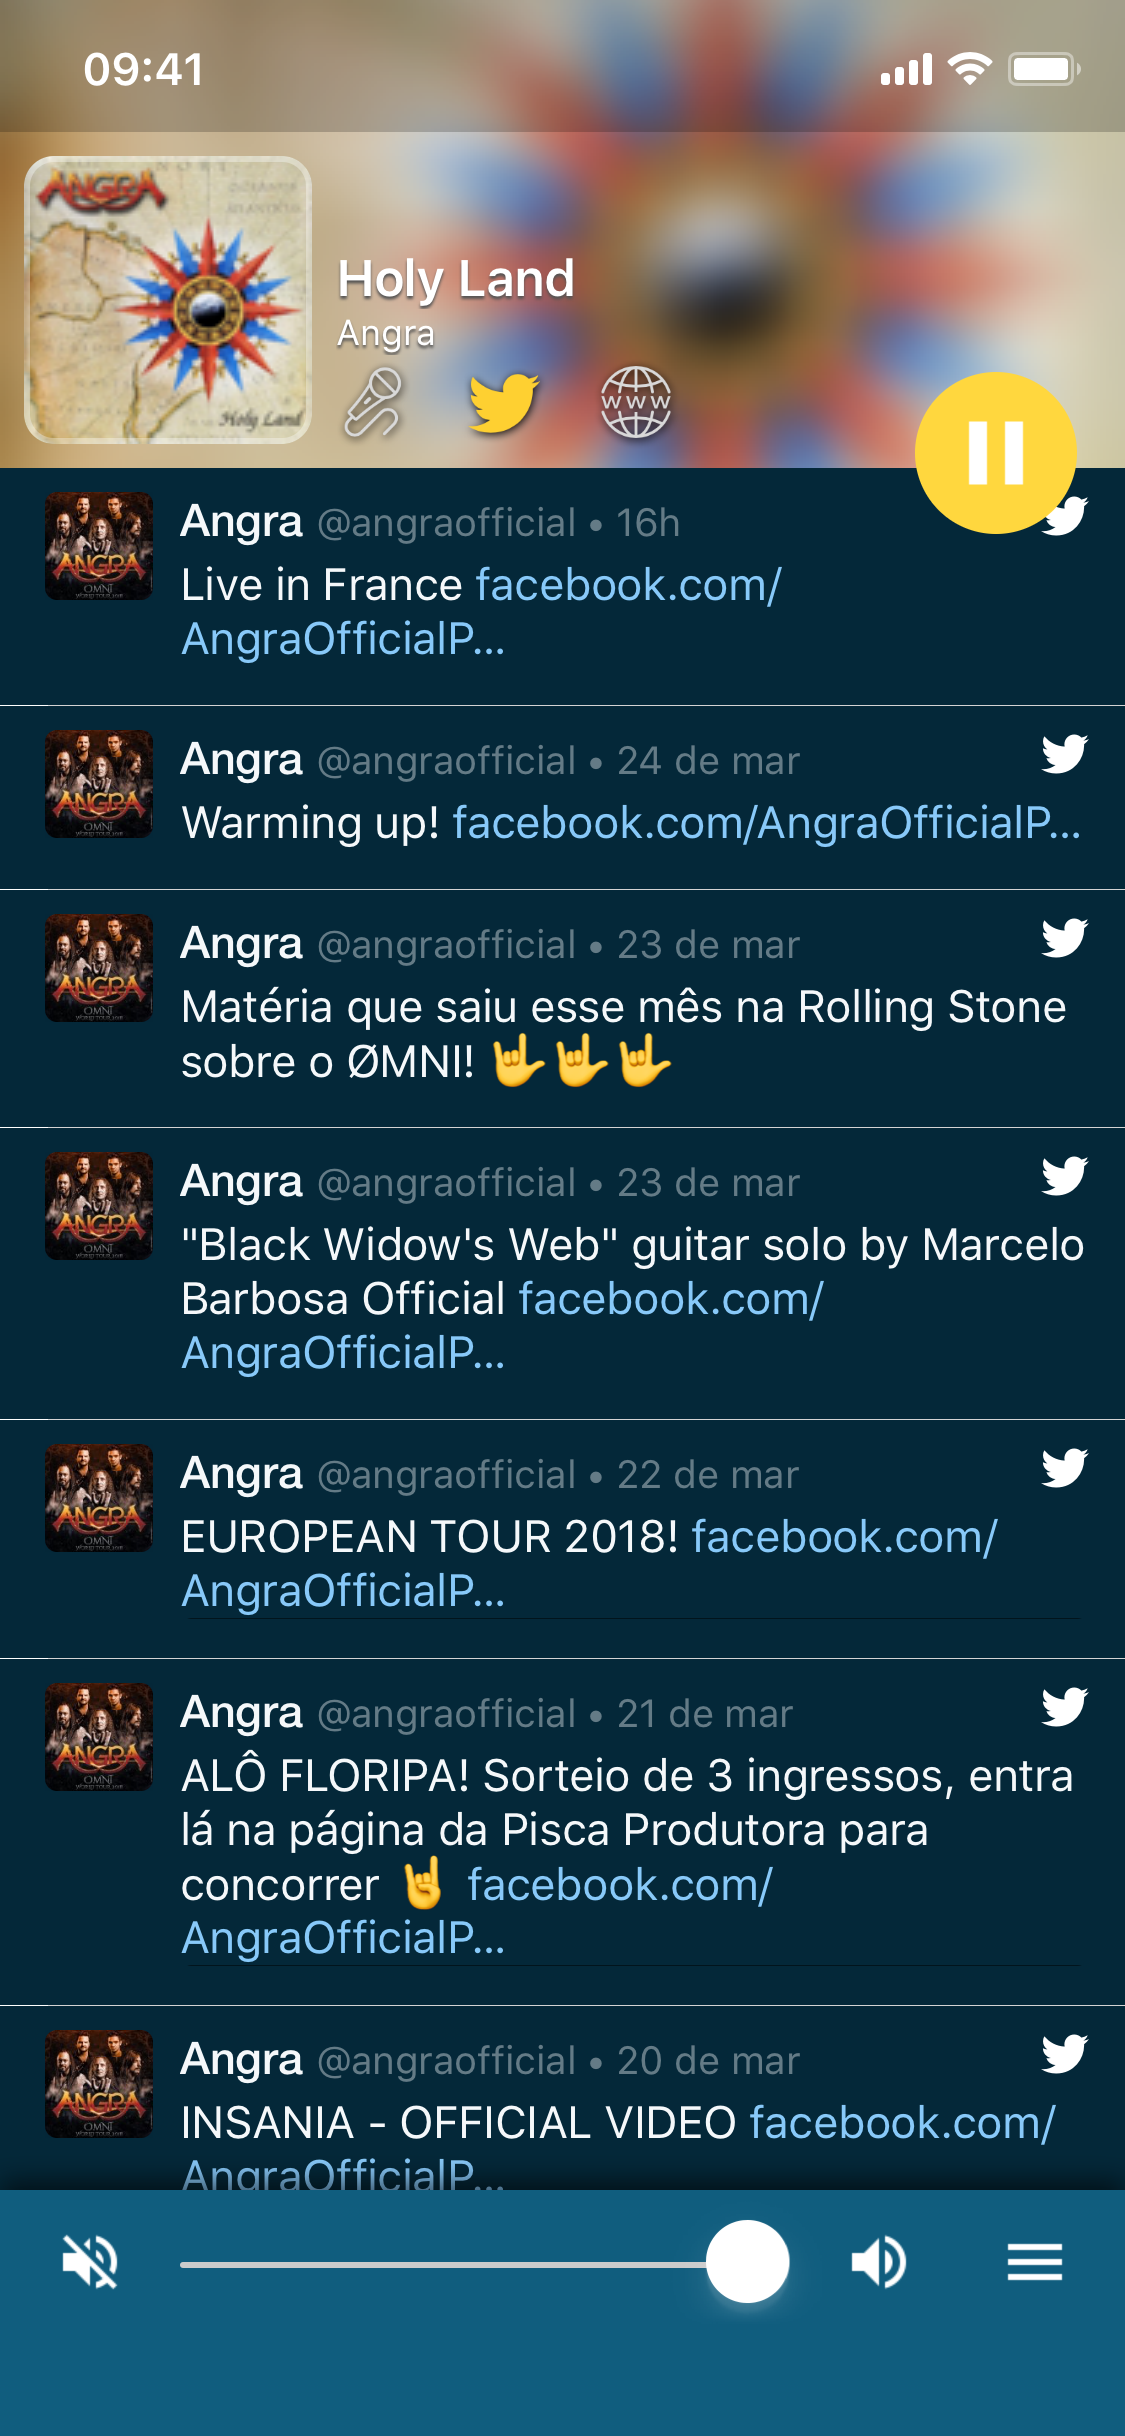 09:41
ANGRA
Holy Land
Holy Land
Angra
WWW
Angra @angraofficial • 16h
Live in France facebook.com/
AngraOfficialP...
Angra @angraofficial • 24 de mar
Warming up! facebook.com/AngraOfficialP...
Angra @angraofficial • 23 de mar
Matéria que saiu esse mês na Rolling Stone
sobre o ØMNI! 🤟🤟🤟
Angra @angraofficial • 23 de mar
"Black Widow's Web" guitar solo by Marcelo
Barbosa Official facebook.com/
AngraOfficialP...
Angra @angraofficial • 22 de mar
EUROPEAN TOUR 2018! facebook.com/
AngraOfficialP...
Angra @angraofficial • 21 de mar
ALÔ FLORIPA! Sorteio de 3 ingressos, entra
lá na página da Pisca Produtora para
concorrer 🤘 facebook.com/
AngraOfficialP...
Angra @angraofficial • 20 de mar
INSANIA - OFFICIAL VIDEO facebook.com/
AngraOfficialP...